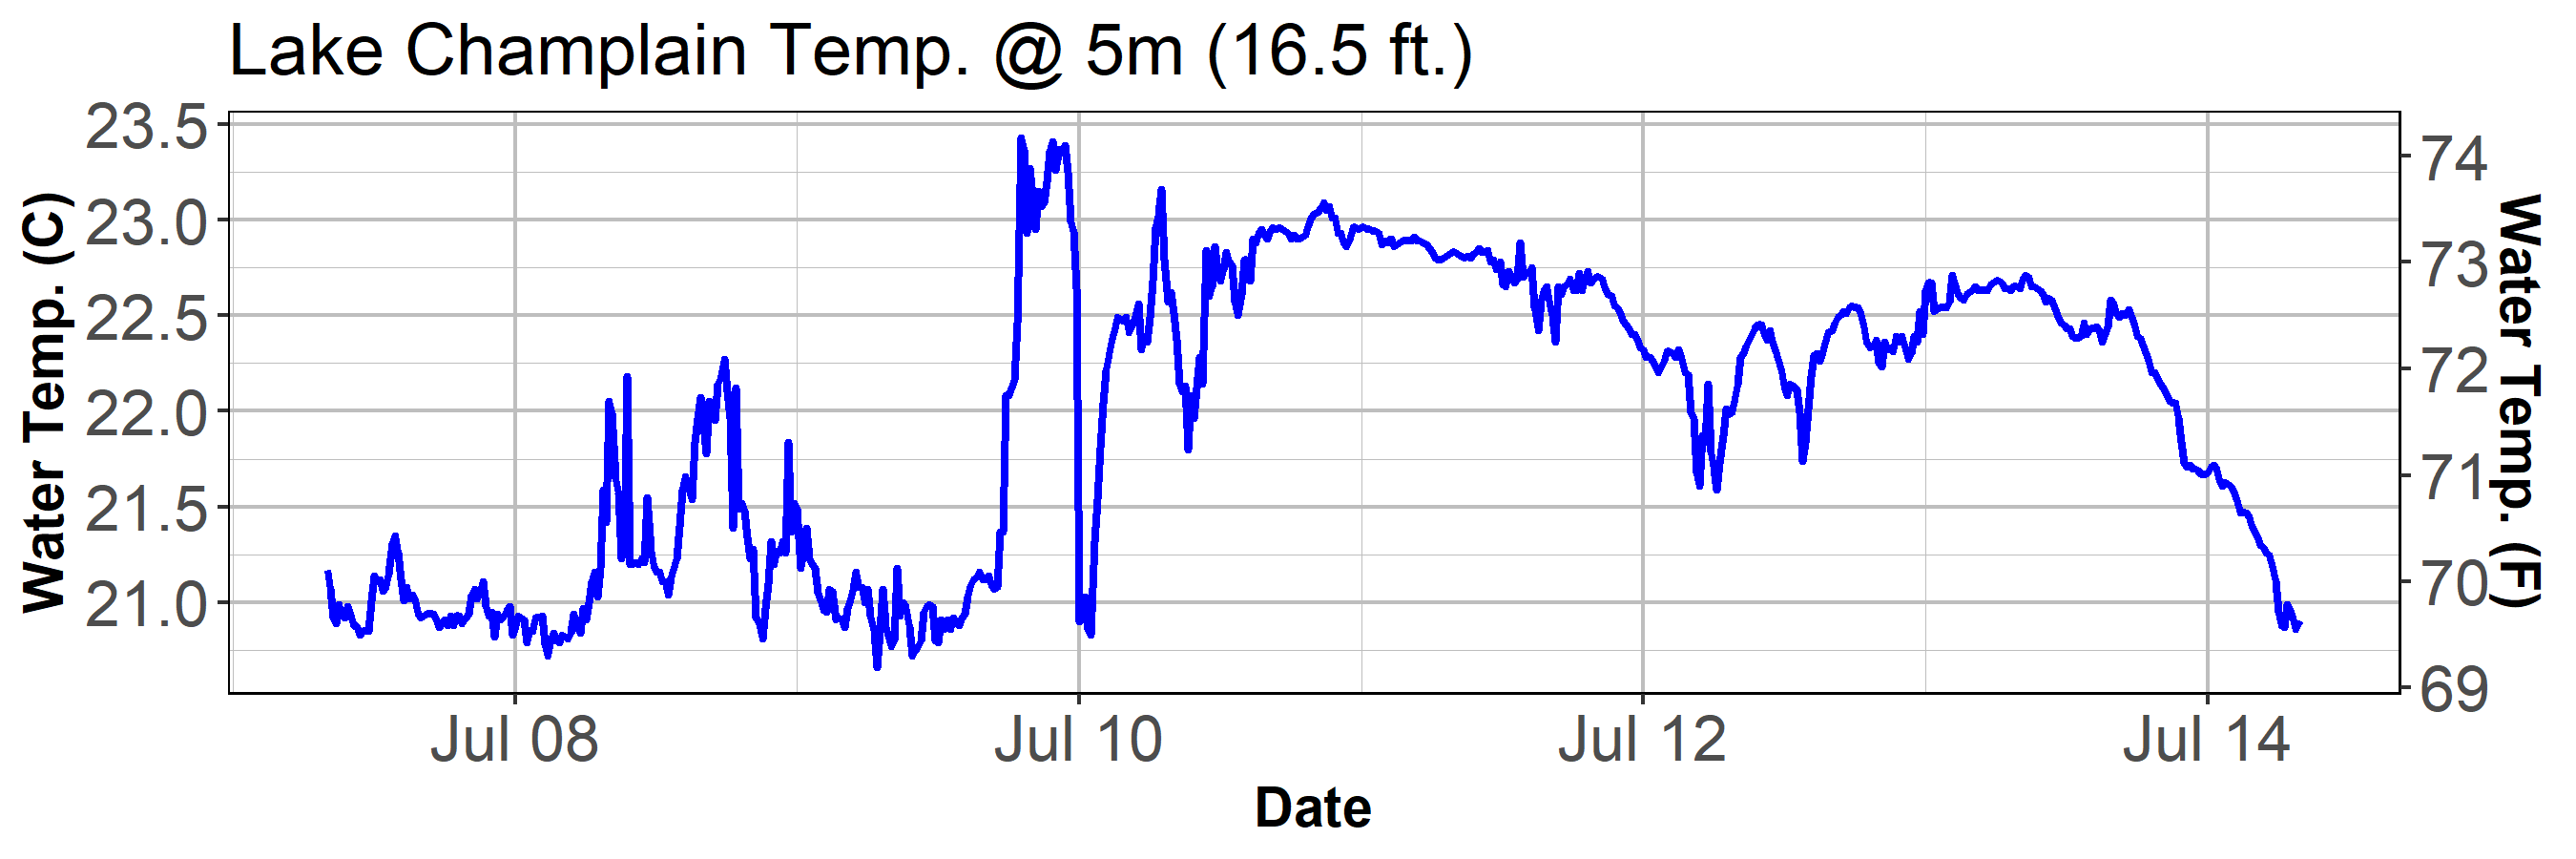 Lake Champlain Temp. @ 5m (16.5 ft.)
Water Temp. (C)
23.5
23.0
22.5
22.0
21.5
21.0
74
73
72
71
70
69
Water Temp. (F)
Jul 08 Jul 10 Jul 12 Jul 14
Date